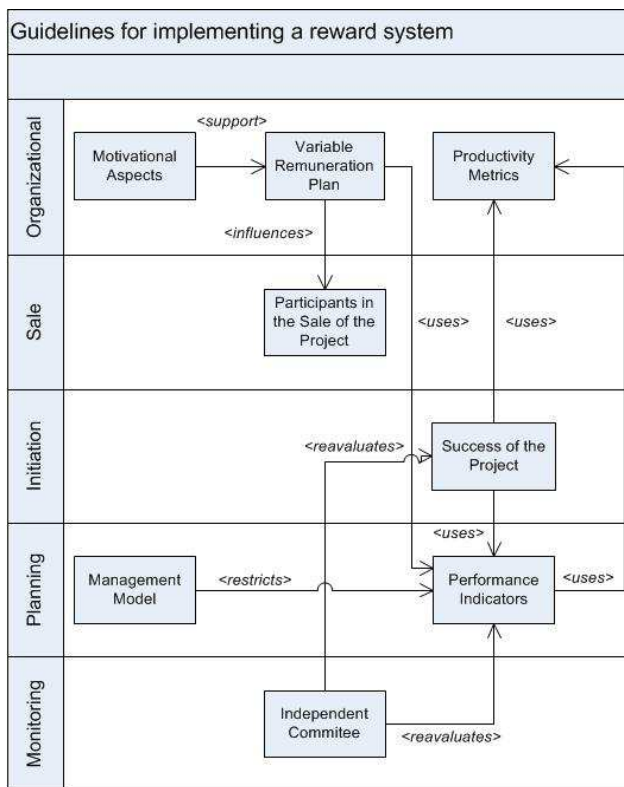 Guidelines for implementing a reward system
Organizational
<support>
Motivational
Aspects
Variable
Remuneration
Plan
Productivity
Metrics
<influences>
Sale
Participants in
the Sale of the
Project
<uses>
<uses>
Initiation
<reavaluates>
Success of the
Project
Planning
<uses>
Management
Model
<restricts>
Performance
Indicators
<uses>
Monitoring
Independent
Commitee
<reavaluates>